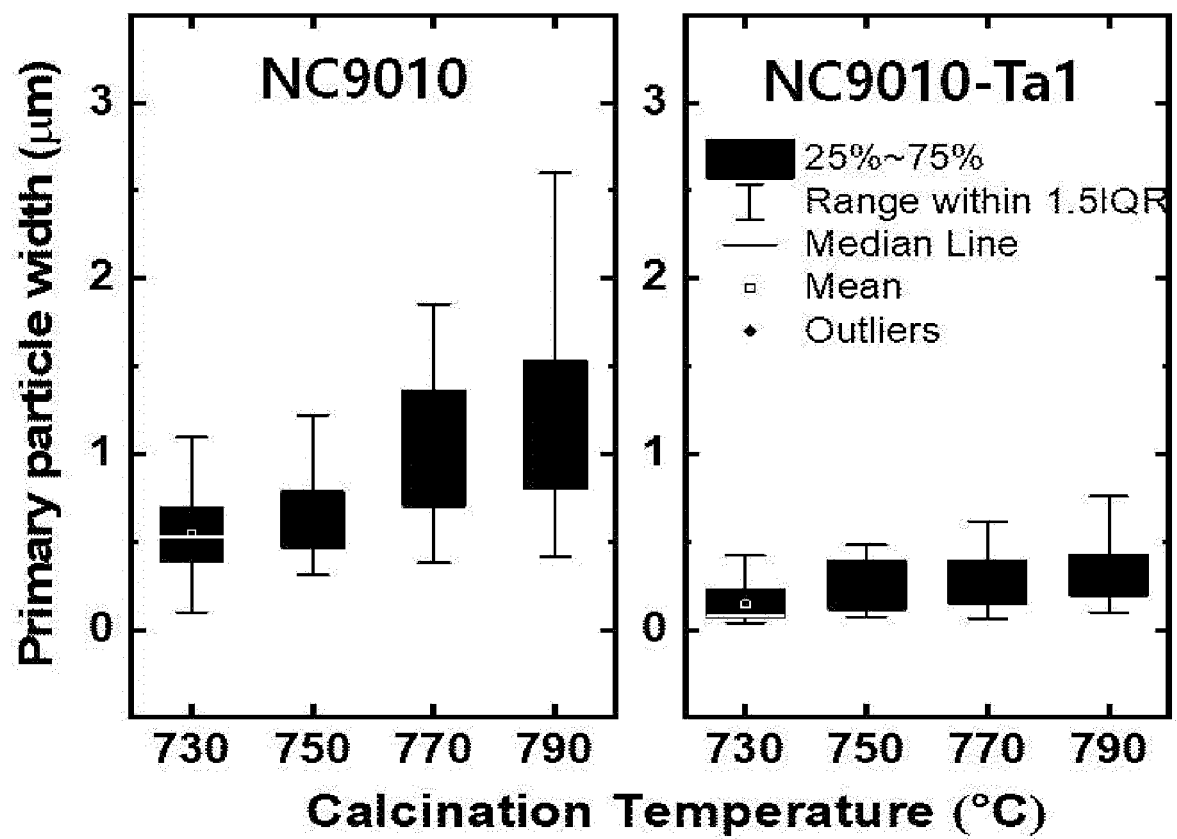 NC9010
NC9010-Ta1
Primary particle width (μm)
3
2
1
0
3
2
1
0
25%~75%
Range within 1.5IQR
Median Line
Mean
Outliers
730 750 770 790
730 750 770 790
Calcination Temperature (°C)